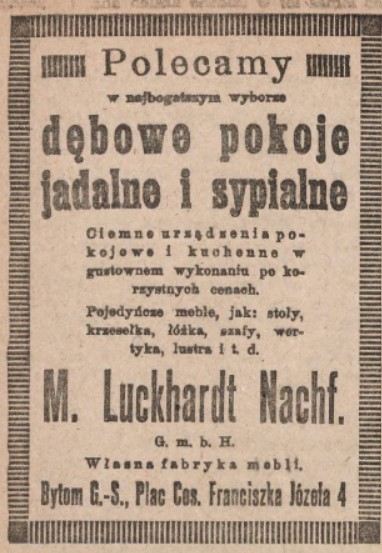 Polecamy
w najbogatszym wyborze
dębowe pokoje
jadalne i sypialne
Ciemne urządzenia po-
kojowe i kuchenne w
gustownem wykonaniu po ko-
rzystnych cenach.
Pojedyńcze meble, jak: stoły,
krzesełka, łóżka, szafy, wer-
tyka, lustra i t. d.
M. Luckhardt Nachf.
G. m. b. H.
Własna fabryka mebli.
Bytom G.-S., Plac Ces. Franciszka Józefa 4